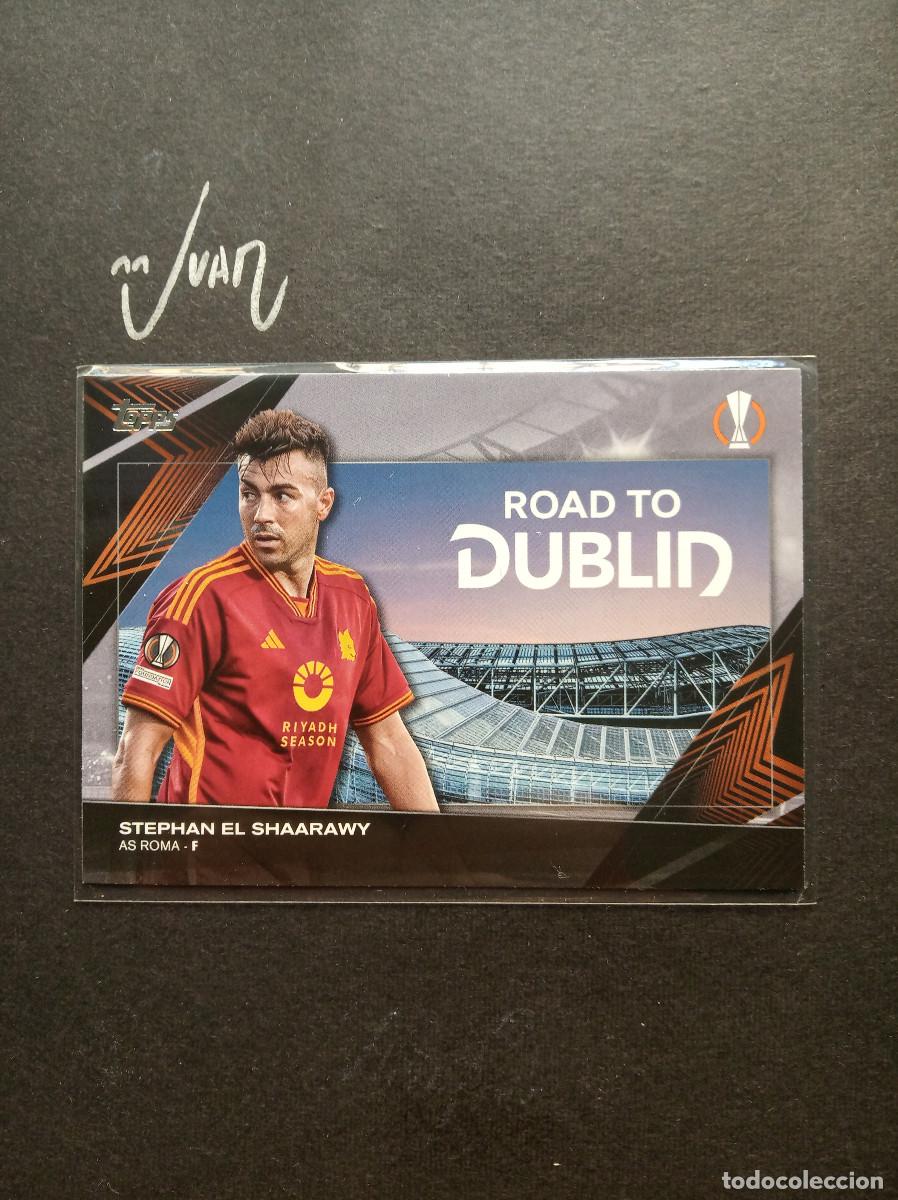 Juan
Topps
ROAD TO
DUBLIN
RIYADH
SEASON
STEPHAN EL SHAARAWY
AS ROMA - F
todocoleccion